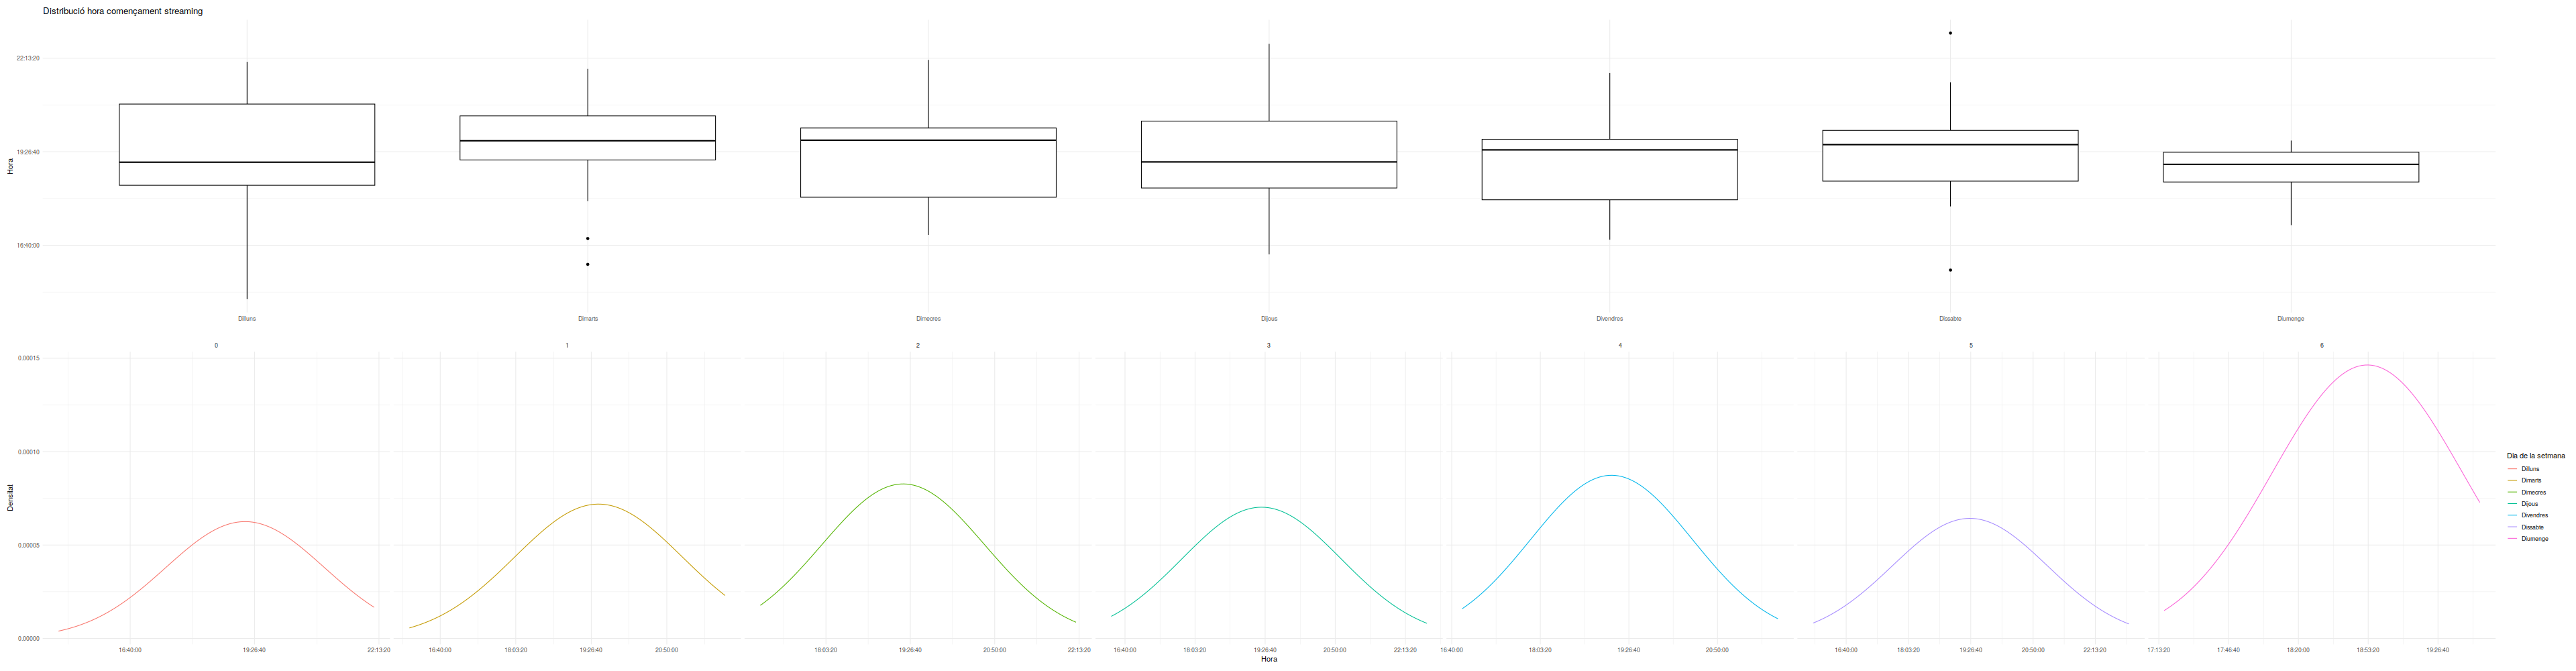 Distribució hora començament streaming
Hora
22:13:20
19:26:40
16:40:00
Dilluns Dimarts Dimecres Dijous Divendres Dissabte Diumenge
0 1 2 3 4 5 6
Densitat
0.00015
0.00010
0.00005
0.00000
16:40:00 19:26:40 22:13:20 16:40:00 18:03:20 19:26:40 20:50:00 18:03:20 19:26:40 20:50:00 22:13:20 16:40:00 18:03:20 19:26:40 20:50:00 22:13:20 16:40:00 18:03:20 19:26:40 20:50:00 16:40:00 18:03:20 19:26:40 20:50:00 22:13:20 17:13:20 17:46:40 18:20:00 18:53:20 19:26:40
Hora
Dia de la setmana
Dilluns
Dimarts
Dimecres
Dijous
Divendres
Dissabte
Diumenge